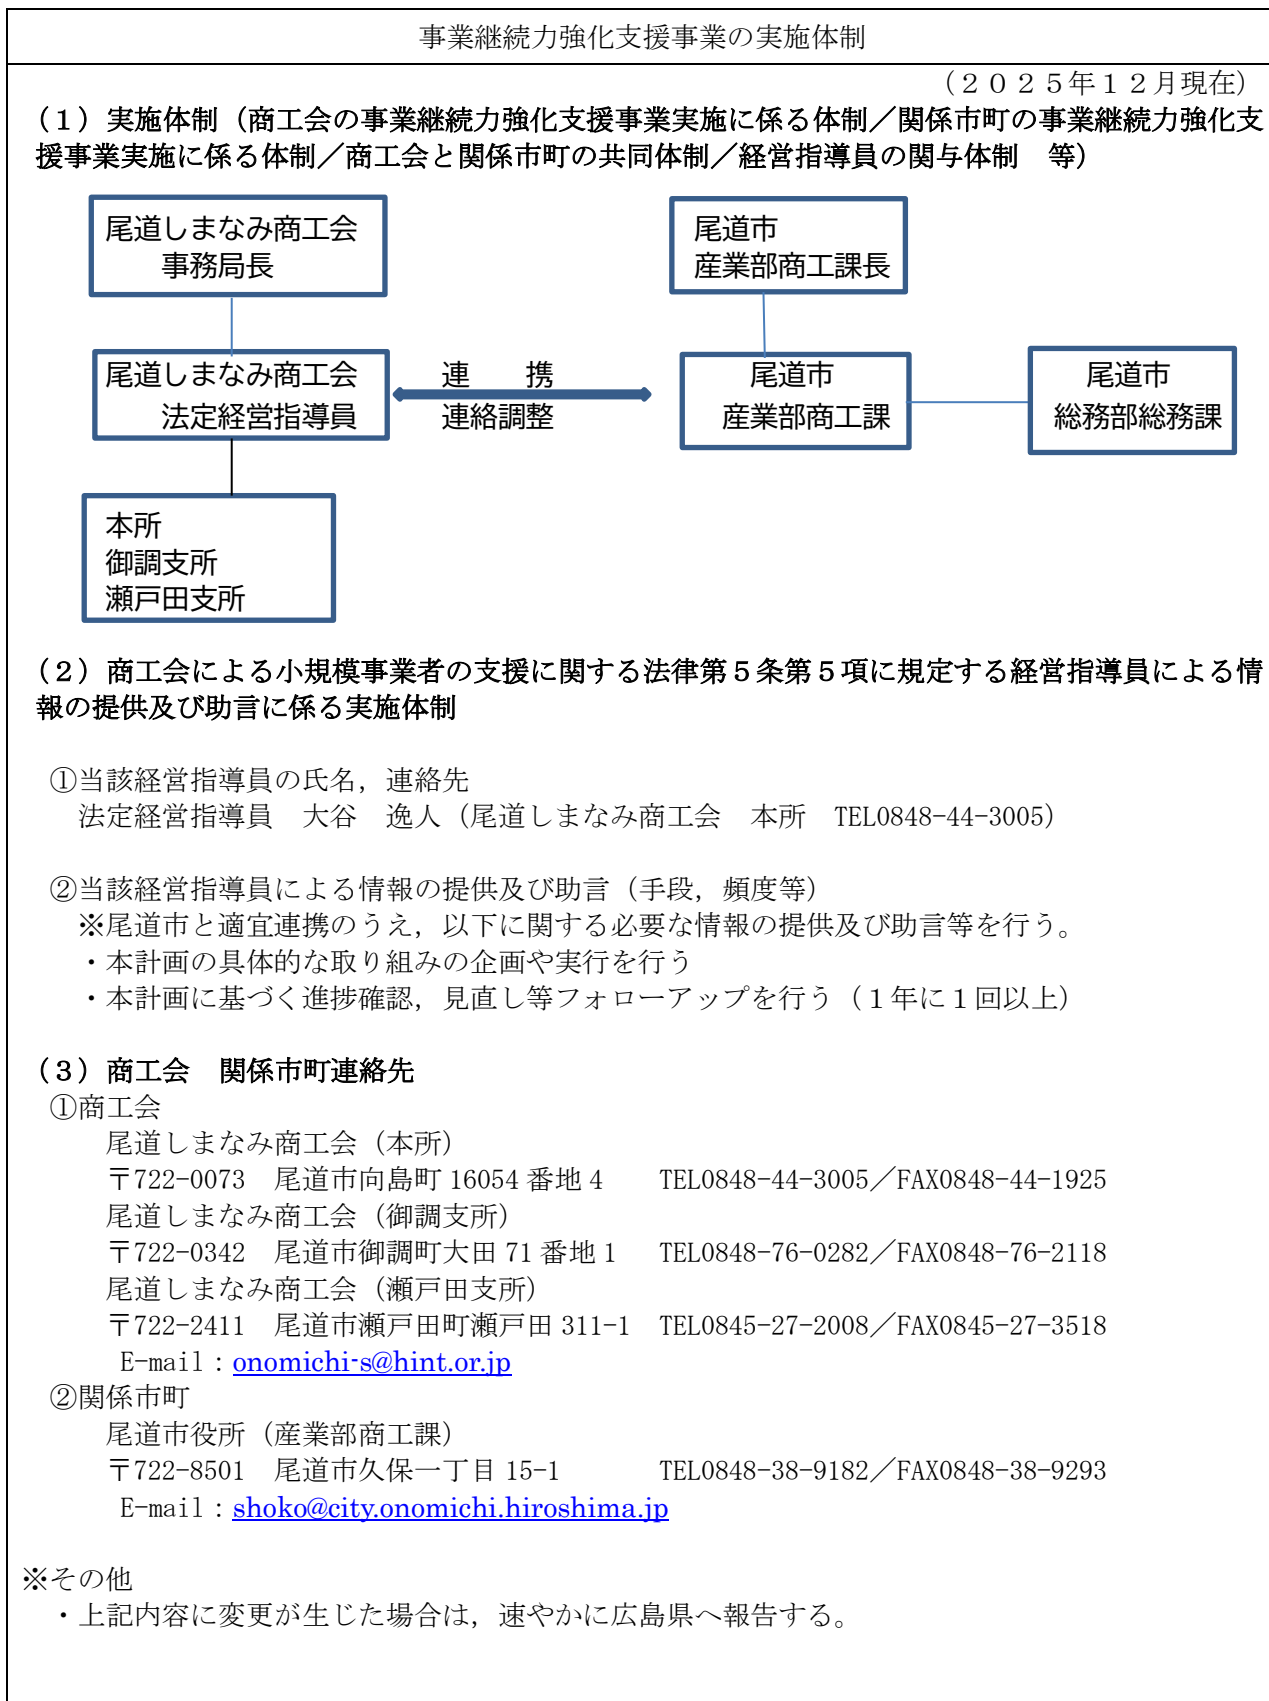 事業継続力強化支援事業の実施体制
（２０２５年１２月現在）
（１）実施体制（商工会の事業継続力強化支援事業実施に係る体制／関係市町の事業継続力強化支
援事業実施に係る体制／商工会と関係市町の共同体制／経営指導員の関与体制　等）
尾道しまなみ商工会
事務局長
尾道市
産業部商工課長
尾道しまなみ商工会
法定経営指導員
連　携
連絡調整
尾道市
産業部商工課
尾道市
総務部総務課
本所
御調支所
瀬戸田支所
（２）商工会による小規模事業者の支援に関する法律第５条第５項に規定する経営指導員による情
報の提供及び助言に係る実施体制
①当該経営指導員の氏名，連絡先
法定経営指導員　大谷　逸人（尾道しまなみ商工会　本所　TEL0848-44-3005）
②当該経営指導員による情報の提供及び助言（手段，頻度等）
※尾道市と適宜連携のうえ，以下に関する必要な情報の提供及び助言等を行う。
・本計画の具体的な取り組みの企画や実行を行う
・本計画に基づく進捗確認，見直し等フォローアップを行う（１年に１回以上）
（３）商工会　関係市町連絡先
①商工会
尾道しまなみ商工会（本所）
〒722-0073　尾道市向島町 16054 番地 4　　TEL0848-44-3005／FAX0848-44-1925
尾道しまなみ商工会（御調支所）
〒722-0342　尾道市御調町大田 71 番地 1　 TEL0848-76-0282／FAX0848-76-2118
尾道しまなみ商工会（瀬戸田支所）
〒722-2411　尾道市瀬戸田町瀬戸田 311-1　TEL0845-27-2008／FAX0845-27-3518
E-mail：onomichi-s@hint.or.jp
②関係市町
尾道市役所（産業部商工課）
〒722-8501　尾道市久保一丁目 15-1　　　　TEL0848-38-9182／FAX0848-38-9293
E-mail：shoko@city.onomichi.hiroshima.jp
※その他
・上記内容に変更が生じた場合は，速やかに広島県へ報告する。